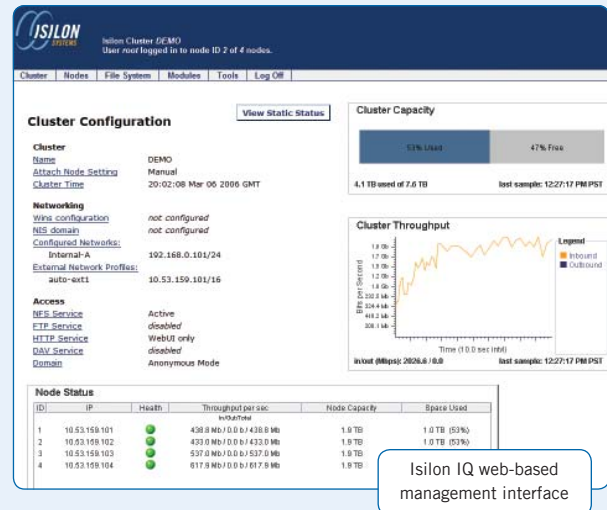 ISILON
SYSTEMS
Isilon Cluster DEMO
User root logged in to node ID 2 of 4 nodes.
Cluster Nodes File System Modules Tools Log Off
View Static Status
Cluster Configuration
Cluster
Name DEMO
Attach Node Setting Manual
Cluster Time 20:02:08 Mar 06 2006 GMT
Networking
Wins configuration not configured
NIS domain not configured
Configured Networks:
Internal-A 192.168.0.101/24
External Network Profiles:
auto-ext1 10.53.159.101/16
Access
NFS Service Active
FTP Service disabled
HTTP Service WebUI only
DAV Service disabled
Domain Anonymous Mode
Cluster Capacity
53% Used 47% Free
4.1 TB used of 7.6 TB last sample: 12:27:17 PM PST
Cluster Throughput
Bits per Second
Legend
Inbound
Outbound
Time (10.0 sec intvl)
in/out (Mbps): 2026.6 / 0.0 last sample: 12:27:17 PM PST
Node Status
ID IP Health Throughput per sec Node Capacity Space Used
In/Out/Total
1 10.53.159.101 438.8 Mb / 0.0 b / 438.8 Mb 1.9 TB 1.0 TB (53%)
2 10.53.159.102 433.0 Mb / 0.0 b / 433.0 Mb 1.9 TB 1.0 TB (53%)
3 10.53.159.103 537.0 Mb / 0.0 b / 537.0 Mb 1.9 TB
4 10.53.159.104 617.9 Mb / 0.0 b / 617.9 Mb 1.9 TB
Isilon IQ web-based
management interface